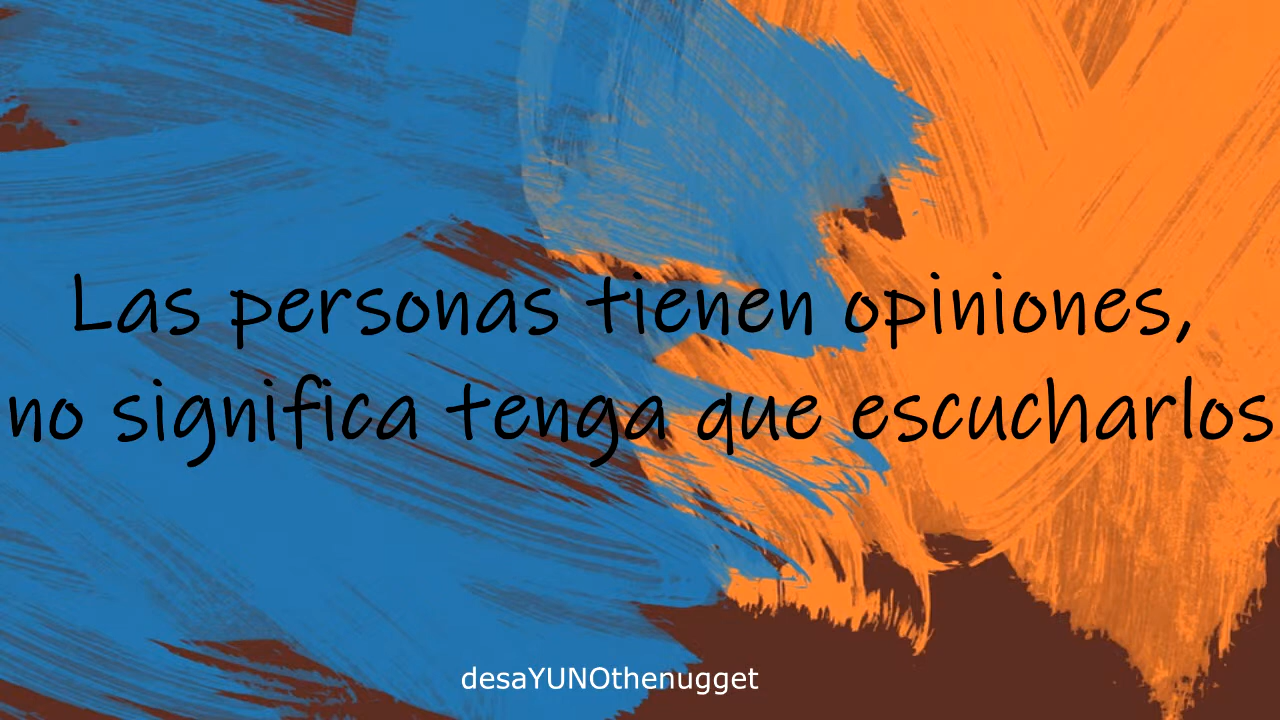 Las personas tienen opiniones,
no significa tenga que escucharlos
desaYUNOthenugget